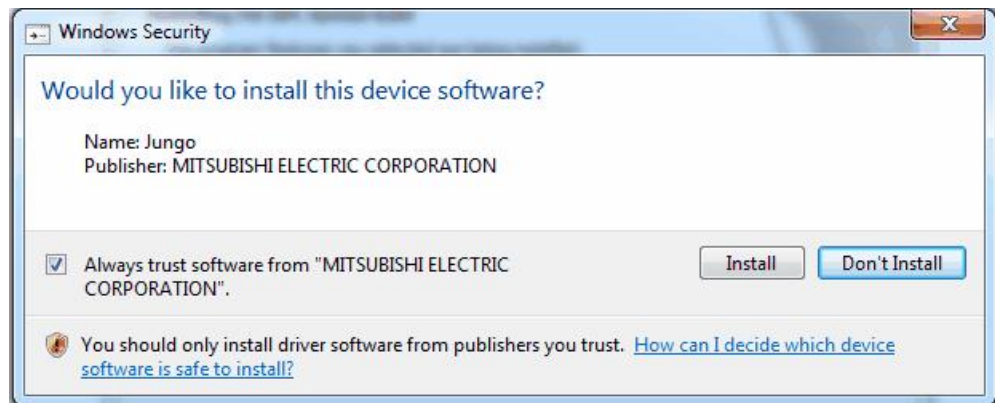 Windows Security
Would you like to install this device software?
Name: Jungo
Publisher: MITSUBISHI ELECTRIC CORPORATION
Always trust software from "MITSUBISHI ELECTRIC
CORPORATION".
Install
Don't Install
You should only install driver software from publishers you trust. How can I decide which device
software is safe to install?